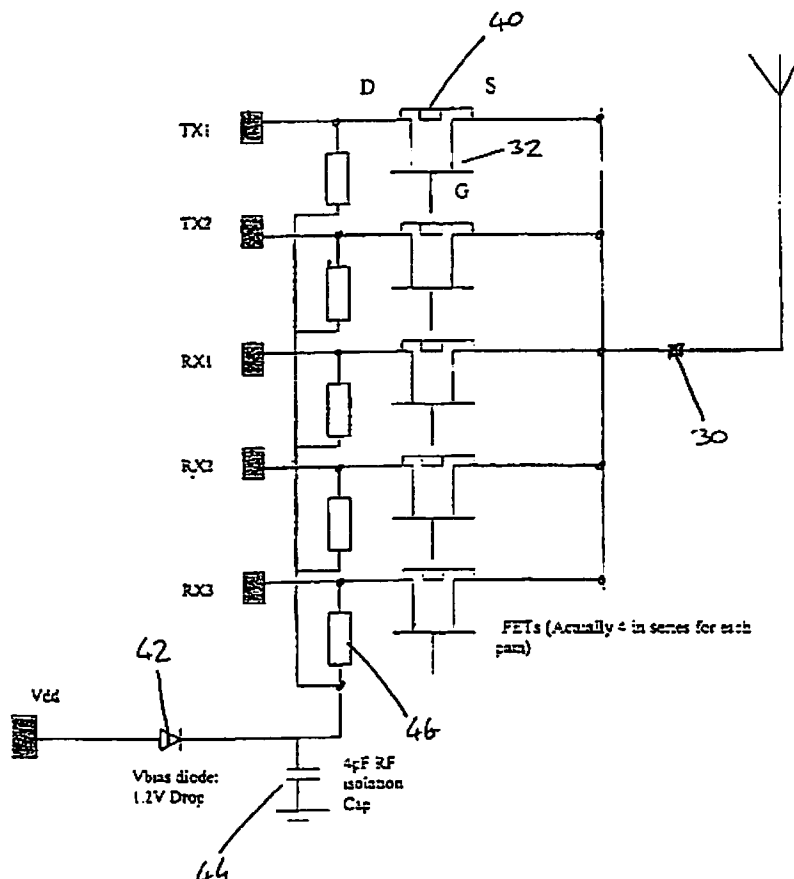 40
D S
TX1
32
G
TX2
RX1
30
RX2
RX3
FETs (Actually 4 in series for each
42
46
Vdd
Vbias diode:
1.2V Drop
4pF RF
isolation
Cap
44